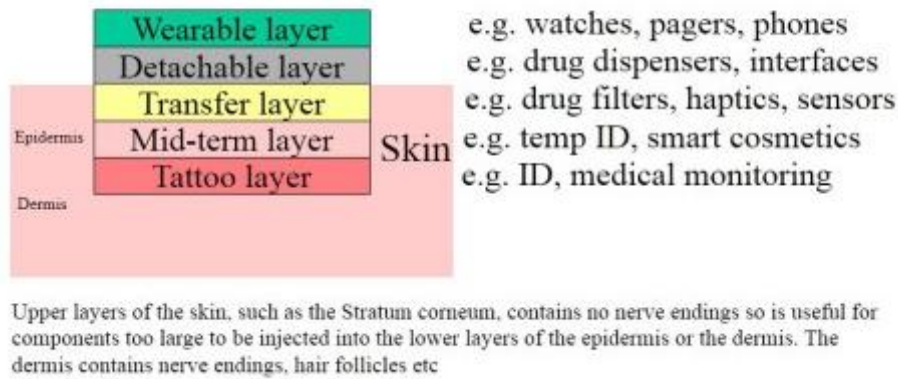 Wearable layer e.g. watches, pagers, phones
Detachable layer e.g. drug dispensers, interfaces
Transfer layer e.g. drug filters, haptics, sensors
Epidermis Mid-term layer Skin e.g. temp ID, smart cosmetics
Tattoo layer e.g. ID, medical monitoring
Dermis
Upper layers of the skin, such as the Stratum corneum, contains no nerve endings so is useful for
components too large to be injected into the lower layers of the epidermis or the dermis. The
dermis contains nerve endings, hair follicles etc